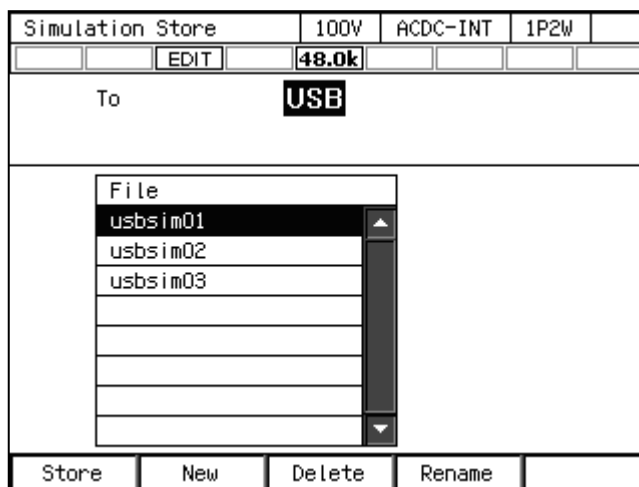 Simulation Store 100V ACDC-INT 1P2W
EDIT 48.0k
To USB
File
usbsim01
usbsim02
usbsim03
Store New Delete Rename